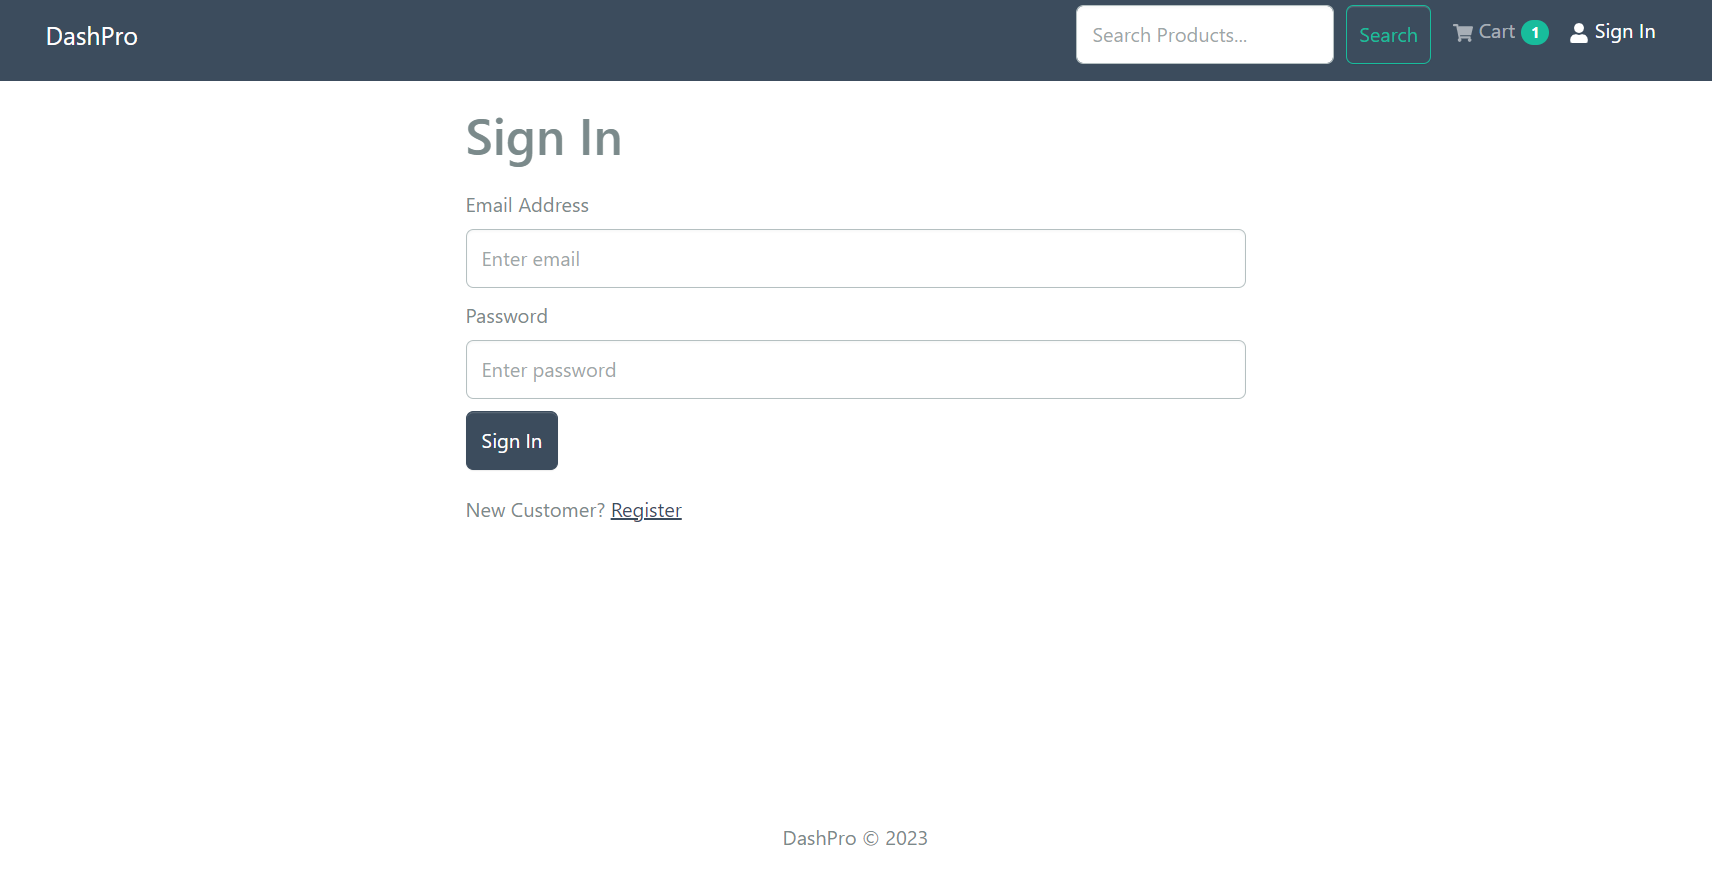 DashPro
Search Products...
Search
Cart 1
Sign In
Sign In
Email Address
Enter email
Password
Enter password
Sign In
New Customer? Register
DashPro © 2023